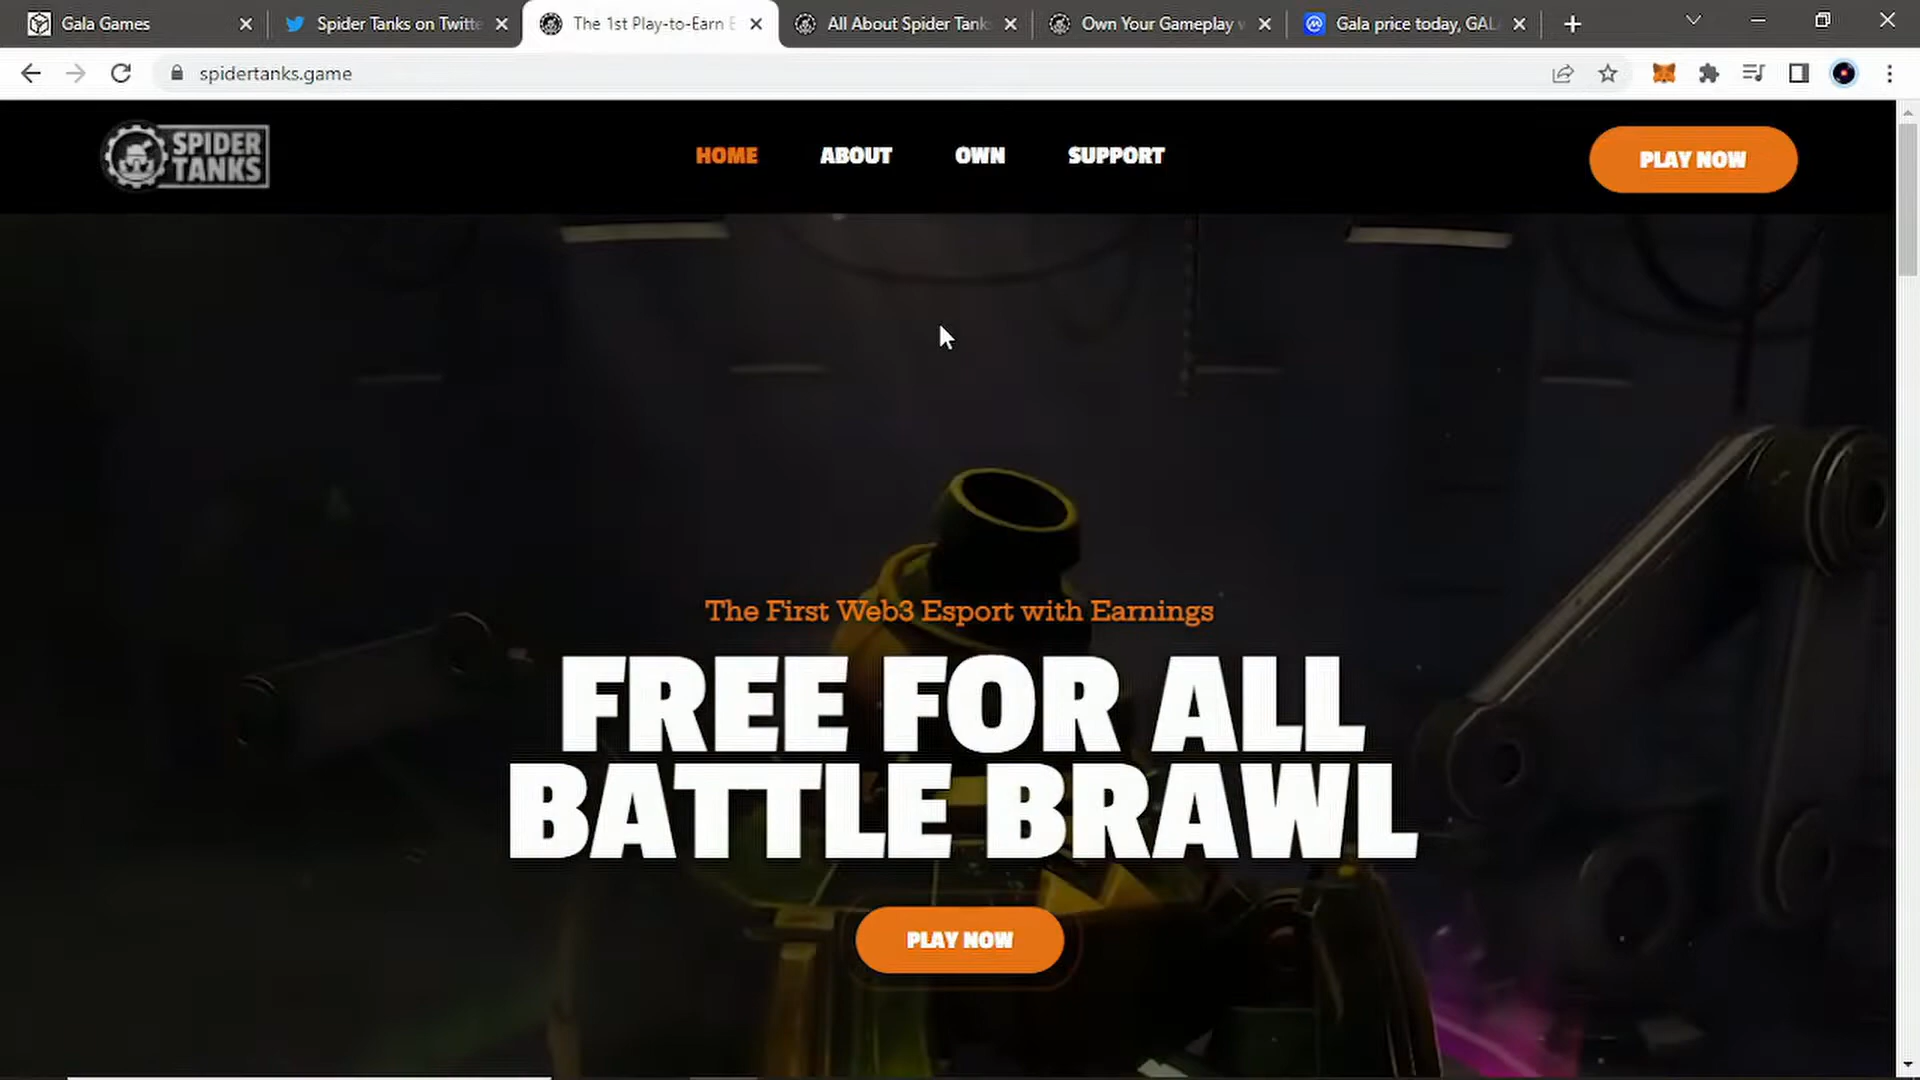 Gala Games
Spider Tanks on Twitte
The 1st Play-to-Earn E
All About Spider Tank
Own Your Gameplay
Gala price today, GAL
spidertanks.game
SPIDER
TANKS
HOME
ABOUT
OWN
SUPPORT
PLAY NOW
The First Web3 Esport with Earnings
FREE FOR ALL
BATTLE BRAWL
PLAY NOW